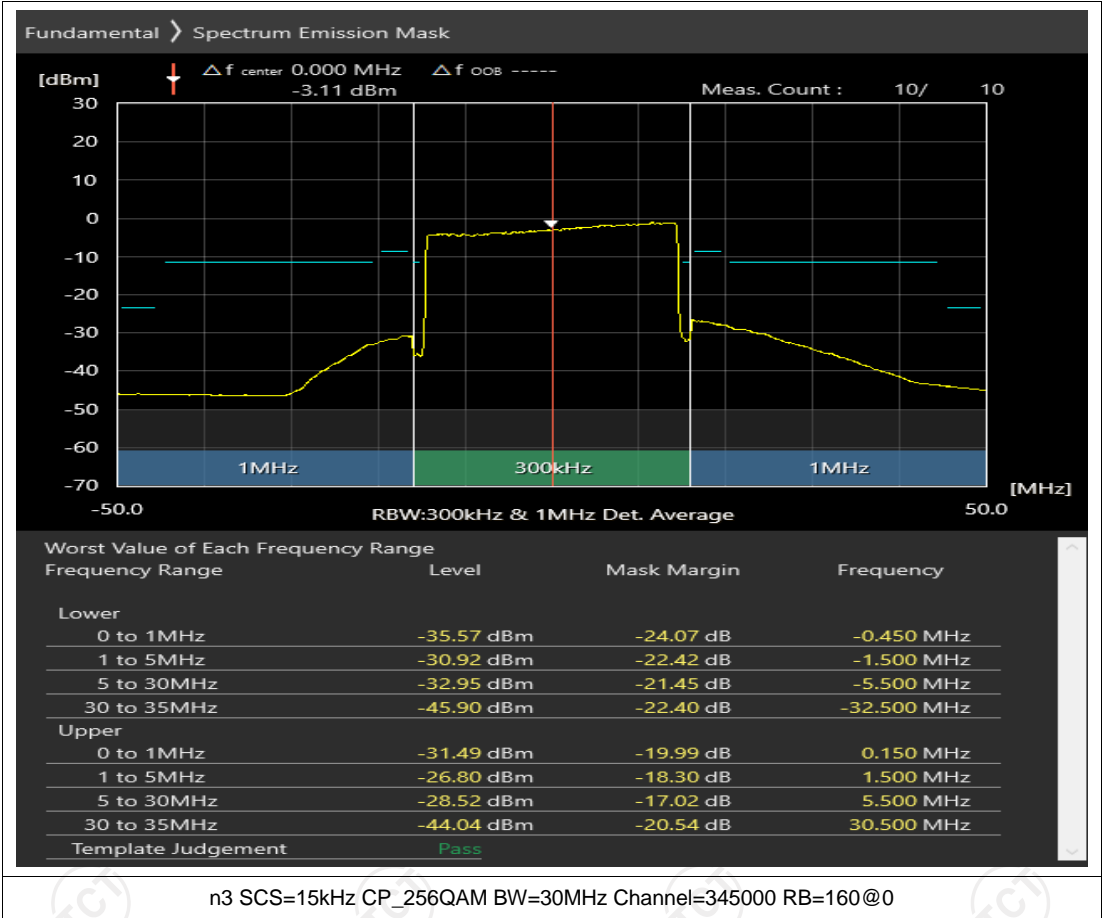 Fundamental ❯ Spectrum Emission Mask
[dBm] △f center 0.000 MHz △f OOB -----
-3.11 dBm Meas. Count : 10/ 10
30
20
10
0
-10
-20
-30
-40
-50
-60
1MHz 300kHz 1MHz
-70 [MHz]
-50.0 RBW:300kHz & 1MHz Det. Average 50.0
Worst Value of Each Frequency Range
Frequency Range Level Mask Margin Frequency
Lower
0 to 1MHz -35.57 dBm -24.07 dB -0.450 MHz
1 to 5MHz -30.92 dBm -22.42 dB -1.500 MHz
5 to 30MHz -32.95 dBm -21.45 dB -5.500 MHz
30 to 35MHz -45.90 dBm -22.40 dB -32.500 MHz
Upper
0 to 1MHz -31.49 dBm -19.99 dB 0.150 MHz
1 to 5MHz -26.80 dBm -18.30 dB 1.500 MHz
5 to 30MHz -28.52 dBm -17.02 dB 5.500 MHz
30 to 35MHz -44.04 dBm -20.54 dB 30.500 MHz
Template Judgement Pass
n3 SCS=15kHz CP_256QAM BW=30MHz Channel=345000 RB=160@0
TCT TCT TCT TCT TCT